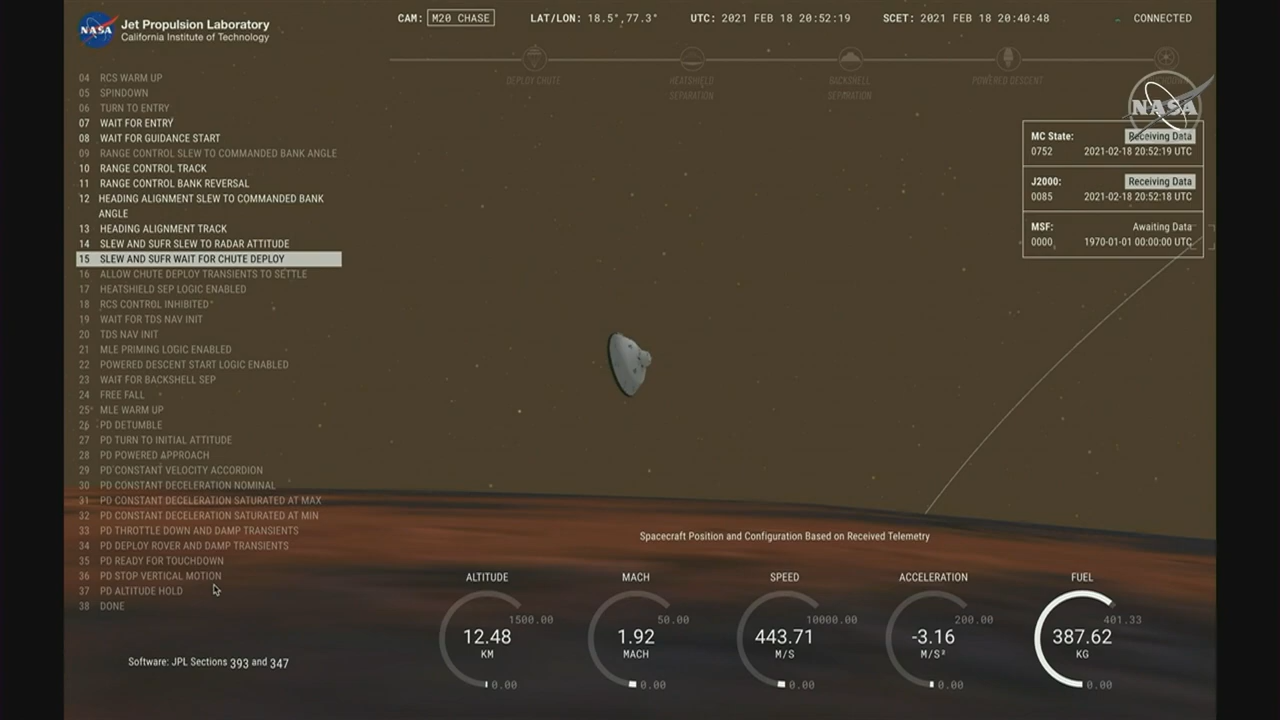 NASA
Jet Propulsion Laboratory
California Institute of Technology
CAM: M20 CHASE LAT/LON: 18.5°,77.3° UTC: 2021 FEB 18 20:52:19 SCET: 2021 FEB 18 20:40:48 CONNECTED
DEPLOY CHUTE
HEATSHIELD
SEPARATION
BACKSHELL
SEPARATION
POWERED DESCENT
NASA
04 RCS WARM UP
05 SPINDOWN
06 TURN TO ENTRY
07 WAIT FOR ENTRY
08 WAIT FOR GUIDANCE START
09 RANGE CONTROL SLEW TO COMMANDED BANK ANGLE
10 RANGE CONTROL TRACK
11 RANGE CONTROL BANK REVERSAL
12 HEADING ALIGNMENT SLEW TO COMMANDED BANK
ANGLE
13 HEADING ALIGNMENT TRACK
14 SLEW AND SUFR SLEW TO RADAR ATTITUDE
15 SLEW AND SUFR WAIT FOR CHUTE DEPLOY
16 ALLOW CHUTE DEPLOY TRANSIENTS TO SETTLE
17 HEATSHIELD SEP LOGIC ENABLED
18 RCS CONTROL INHIBITED
19 WAIT FOR TDS NAV INIT
20 TDS NAV INIT
21 MLE PRIMING LOGIC ENABLED
22 POWERED DESCENT START LOGIC ENABLED
23 WAIT FOR BACKSHELL SEP
24 FREE FALL
25 MLE WARM UP
26 PD DETUMBLE
27 PD TURN TO INITIAL ATTITUDE
28 PD POWERED APPROACH
29 PD CONSTANT VELOCITY ACCORDION
30 PD CONSTANT DECELERATION NOMINAL
31 PD CONSTANT DECELERATION SATURATED AT MAX
32 PD CONSTANT DECELERATION SATURATED AT MIN
33 PD THROTTLE DOWN AND DAMP TRANSIENTS
34 PD DEPLOY ROVER AND DAMP TRANSIENTS
35 PD READY FOR TOUCHDOWN
36 PD STOP VERTICAL MOTION
37 PD ALTITUDE HOLD
38 DONE
Software: JPL Sections 393 and 347
MC State: Receiving Data
0752 2021-02-18 20:52:19 UTC
J2000: Receiving Data
0085 2021-02-18 20:52:18 UTC
MSF: Awaiting Data
0000 1970-01-01 00:00:00 UTC
Spacecraft Position and Configuration Based on Received Telemetry
ALTITUDE
1500.00
12.48
KM
0.00
MACH
50.00
1.92
MACH
0.00
SPEED
10000.00
443.71
M/S
0.00
ACCELERATION
200.00
-3.16
M/S²
0.00
FUEL
401.33
387.62
KG
0.00